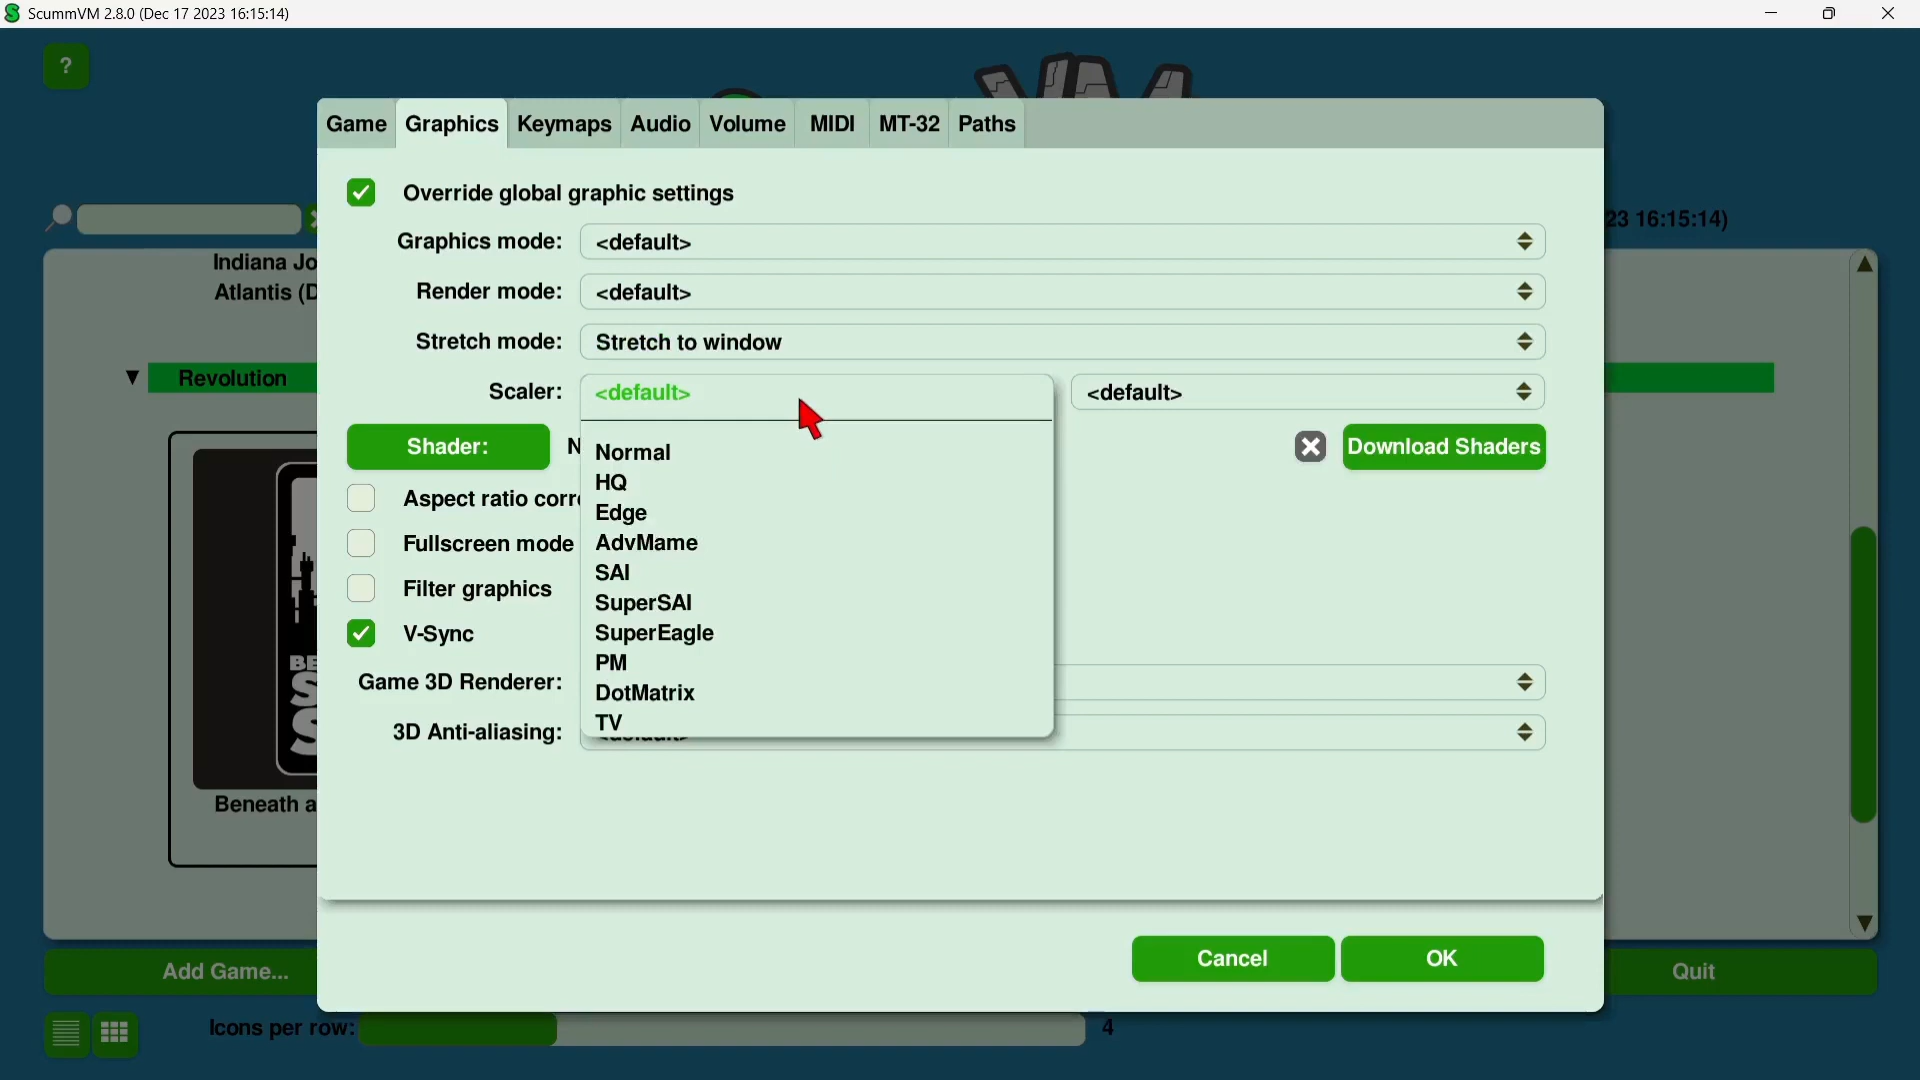 ScummVM 2.8.0 (Dec 17 2023 16:15:14)
?
Game Graphics Keymaps Audio Volume MIDI MT-32 Paths
Override global graphic settings
23 16:15:14)
Graphics mode: <default>
Indiana Jo
Atlantis (D
Render mode: <default>
Stretch mode: Stretch to window
Revolution
Scaler: <default> <default>
Shader: N Download Shaders
Normal
HQ
Aspect ratio corr
Edge
Fullscreen mode
AdvMame
SAI
Filter graphics
SuperSAI
V-Sync
SuperEagle
PM
Game 3D Renderer:
DotMatrix
TV
3D Anti-aliasing: <default>
BE
S
S
Beneath a
Cancel OK
Add Game... Quit
Icons per row: 4